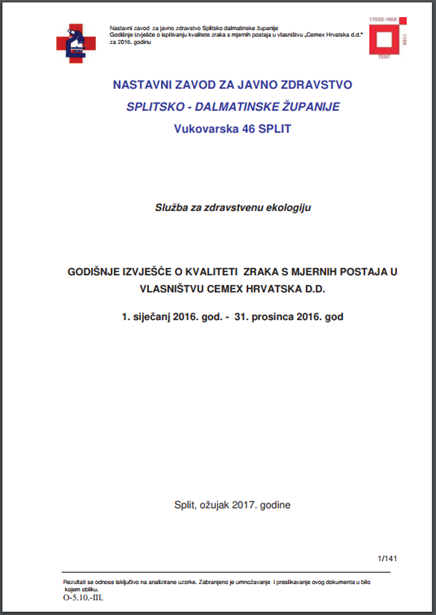 Nastavni zavod za javno zdravstvo Splitsko dalmatinske županije
Godišnje izvješće o ispitivanju kvalitete zraka s mjernih postaja u vlasništvu „Cemex Hrvatska d.d.“
za 2016. godinu
17025· HAA
1166
TEST
NASTAVNI ZAVOD ZA JAVNO ZDRAVSTVO
SPLITSKO - DALMATINSKE ŽUPANIJE
Vukovarska 46 SPLIT
Služba za zdravstvenu ekologiju
GODIŠNJE IZVJEŠĆE O KVALITETI ZRAKA S MJERNIH POSTAJA U
VLASNIŠTVU CEMEX HRVATSKA D.D.
1. siječanj 2016. god. - 31. prosinca 2016. god
Split, ožujak 2017. godine
1/141
Rezultati se odnose isključivo na analizirane uzorke. Zabranjeno je umnožavanje i preslikavanje ovog dokumenta u bilo
kojem obliku.
O-5.10.-III.